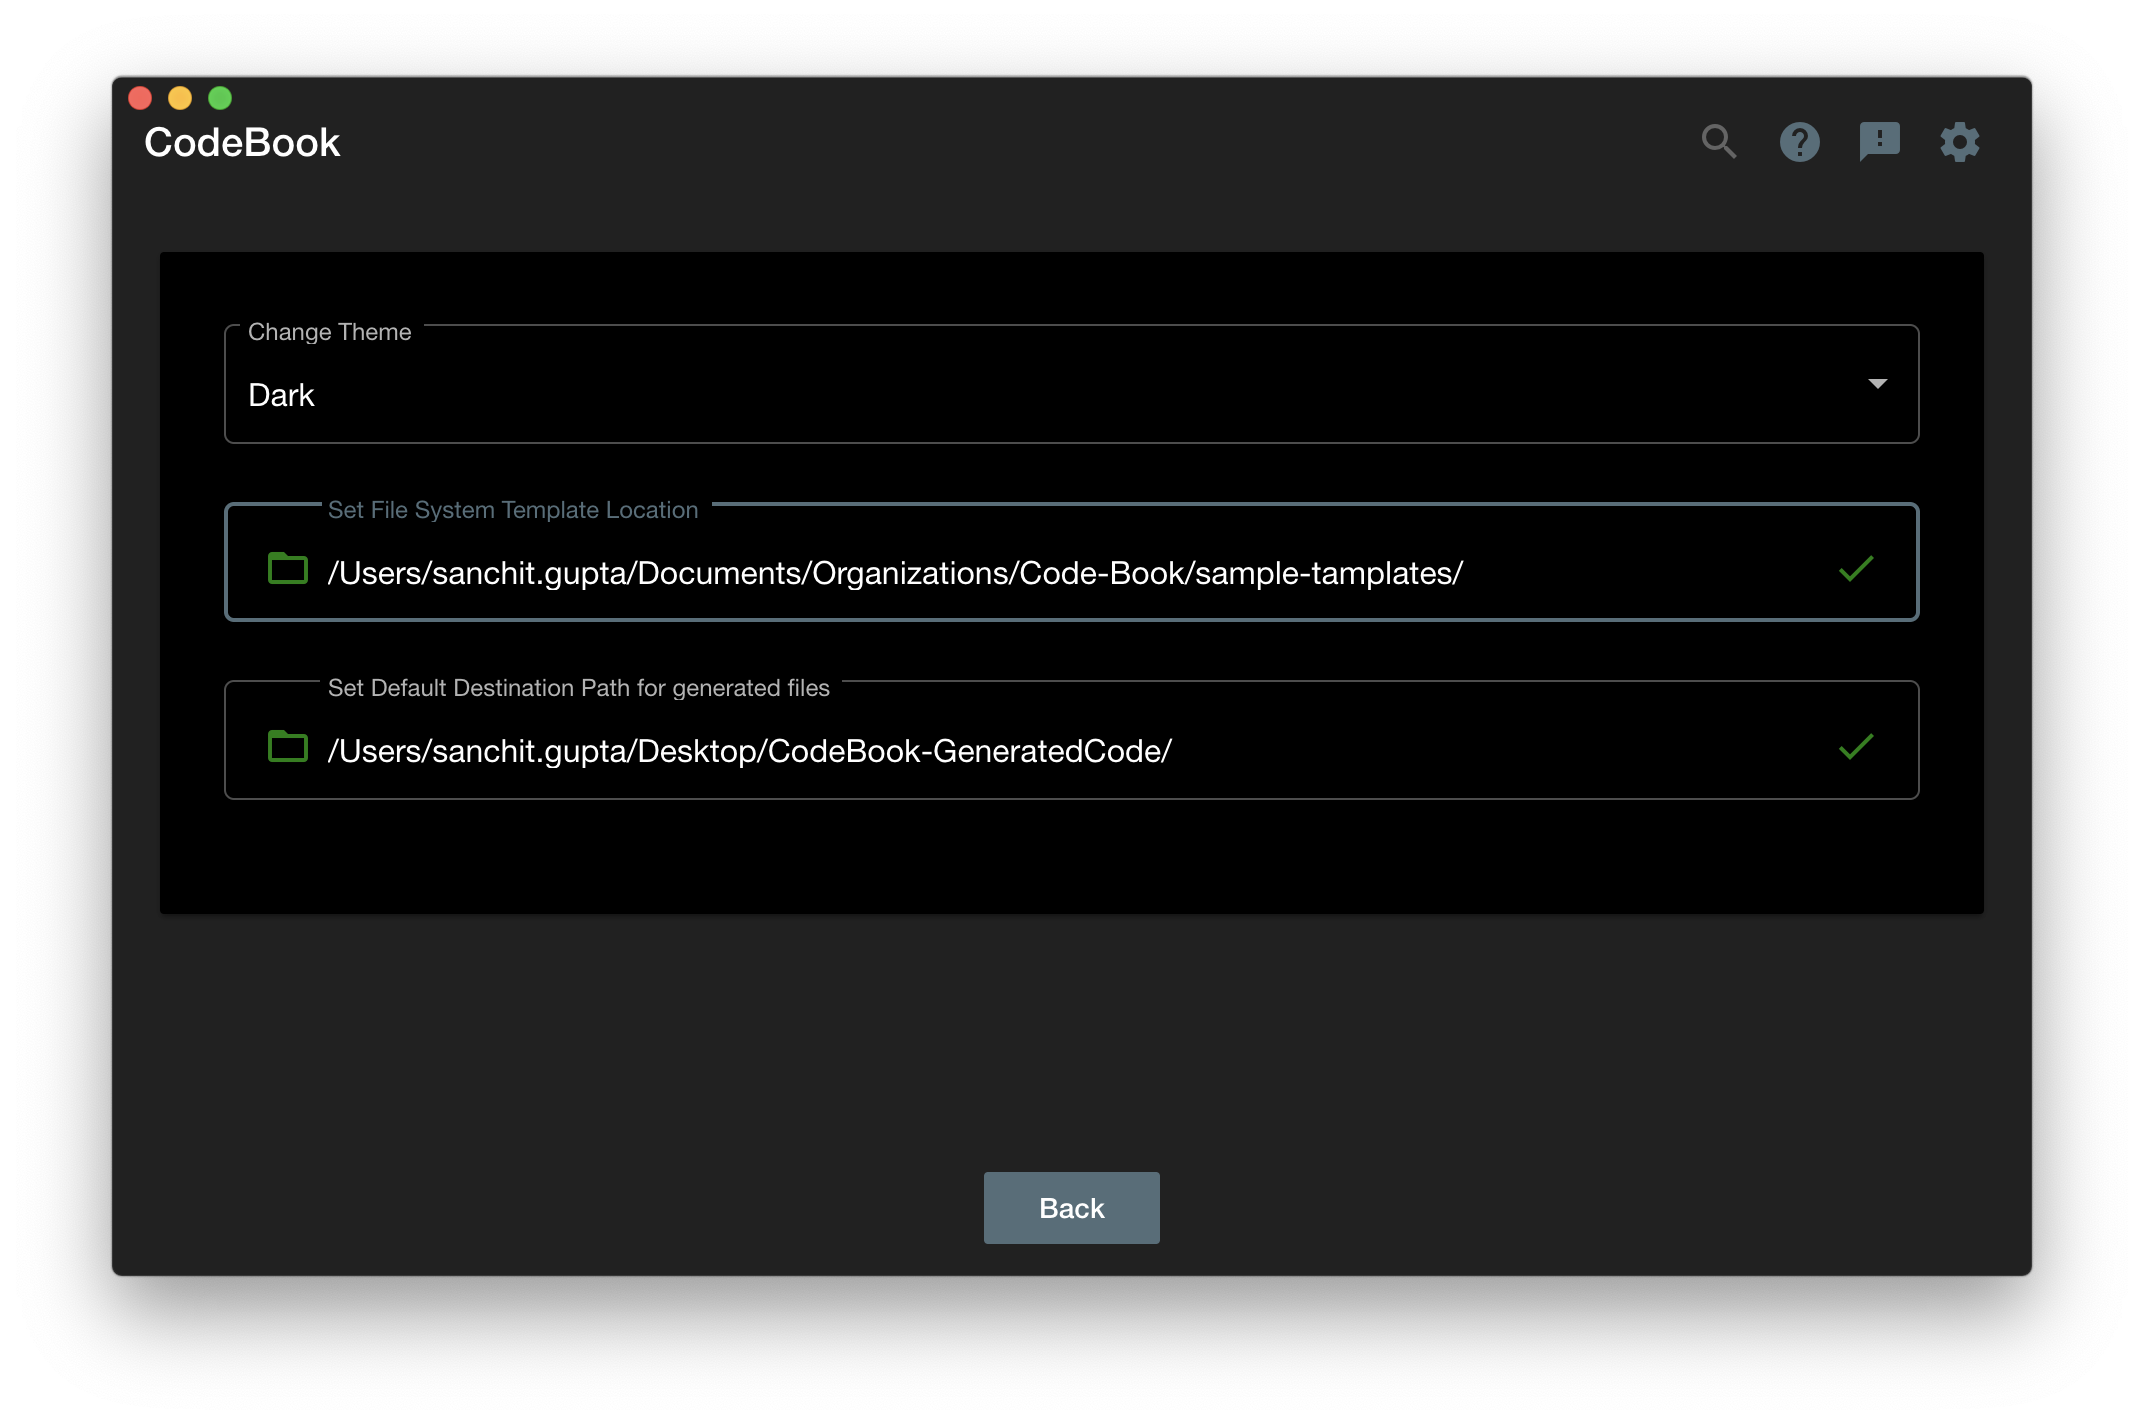 CodeBook
Change Theme
Dark
Set File System Template Location
/Users/sanchit.gupta/Documents/Organizations/Code-Book/sample-tamplates/
Set Default Destination Path for generated files
/Users/sanchit.gupta/Desktop/CodeBook-GeneratedCode/
Back